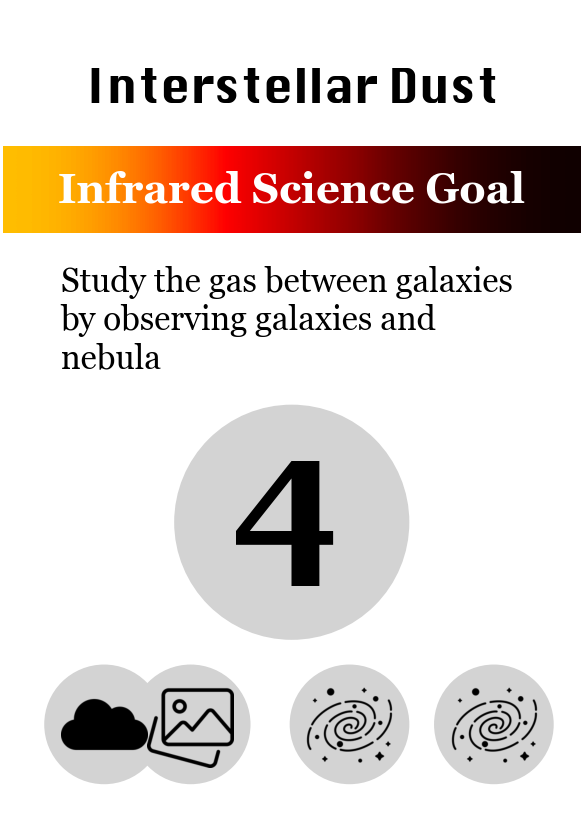 Interstellar Dust
Infrared Science Goal
Study the gas between galaxies
by observing galaxies and
nebula
4